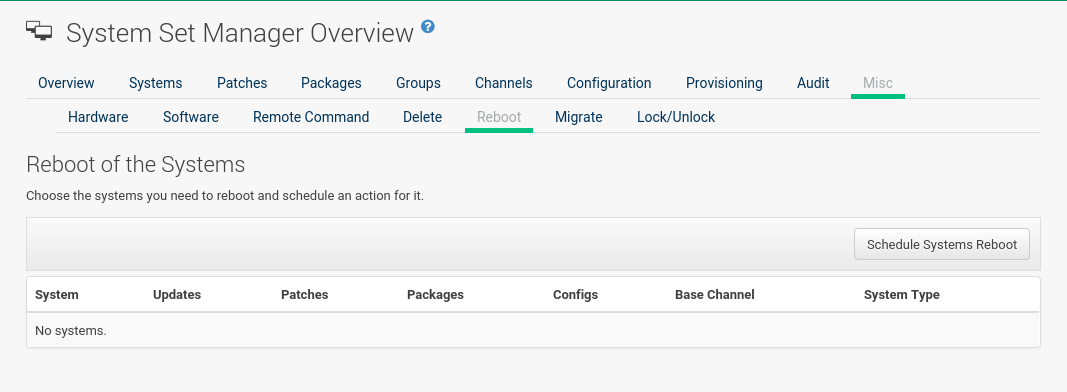 System Set Manager Overview ?
Overview Systems Patches Packages Groups Channels Configuration Provisioning Audit Misc
Hardware Software Remote Command Delete Reboot Migrate Lock/Unlock
Reboot of the Systems
Choose the systems you need to reboot and schedule an action for it.
Schedule Systems Reboot
System Updates Patches Packages Configs Base Channel System Type
No systems.